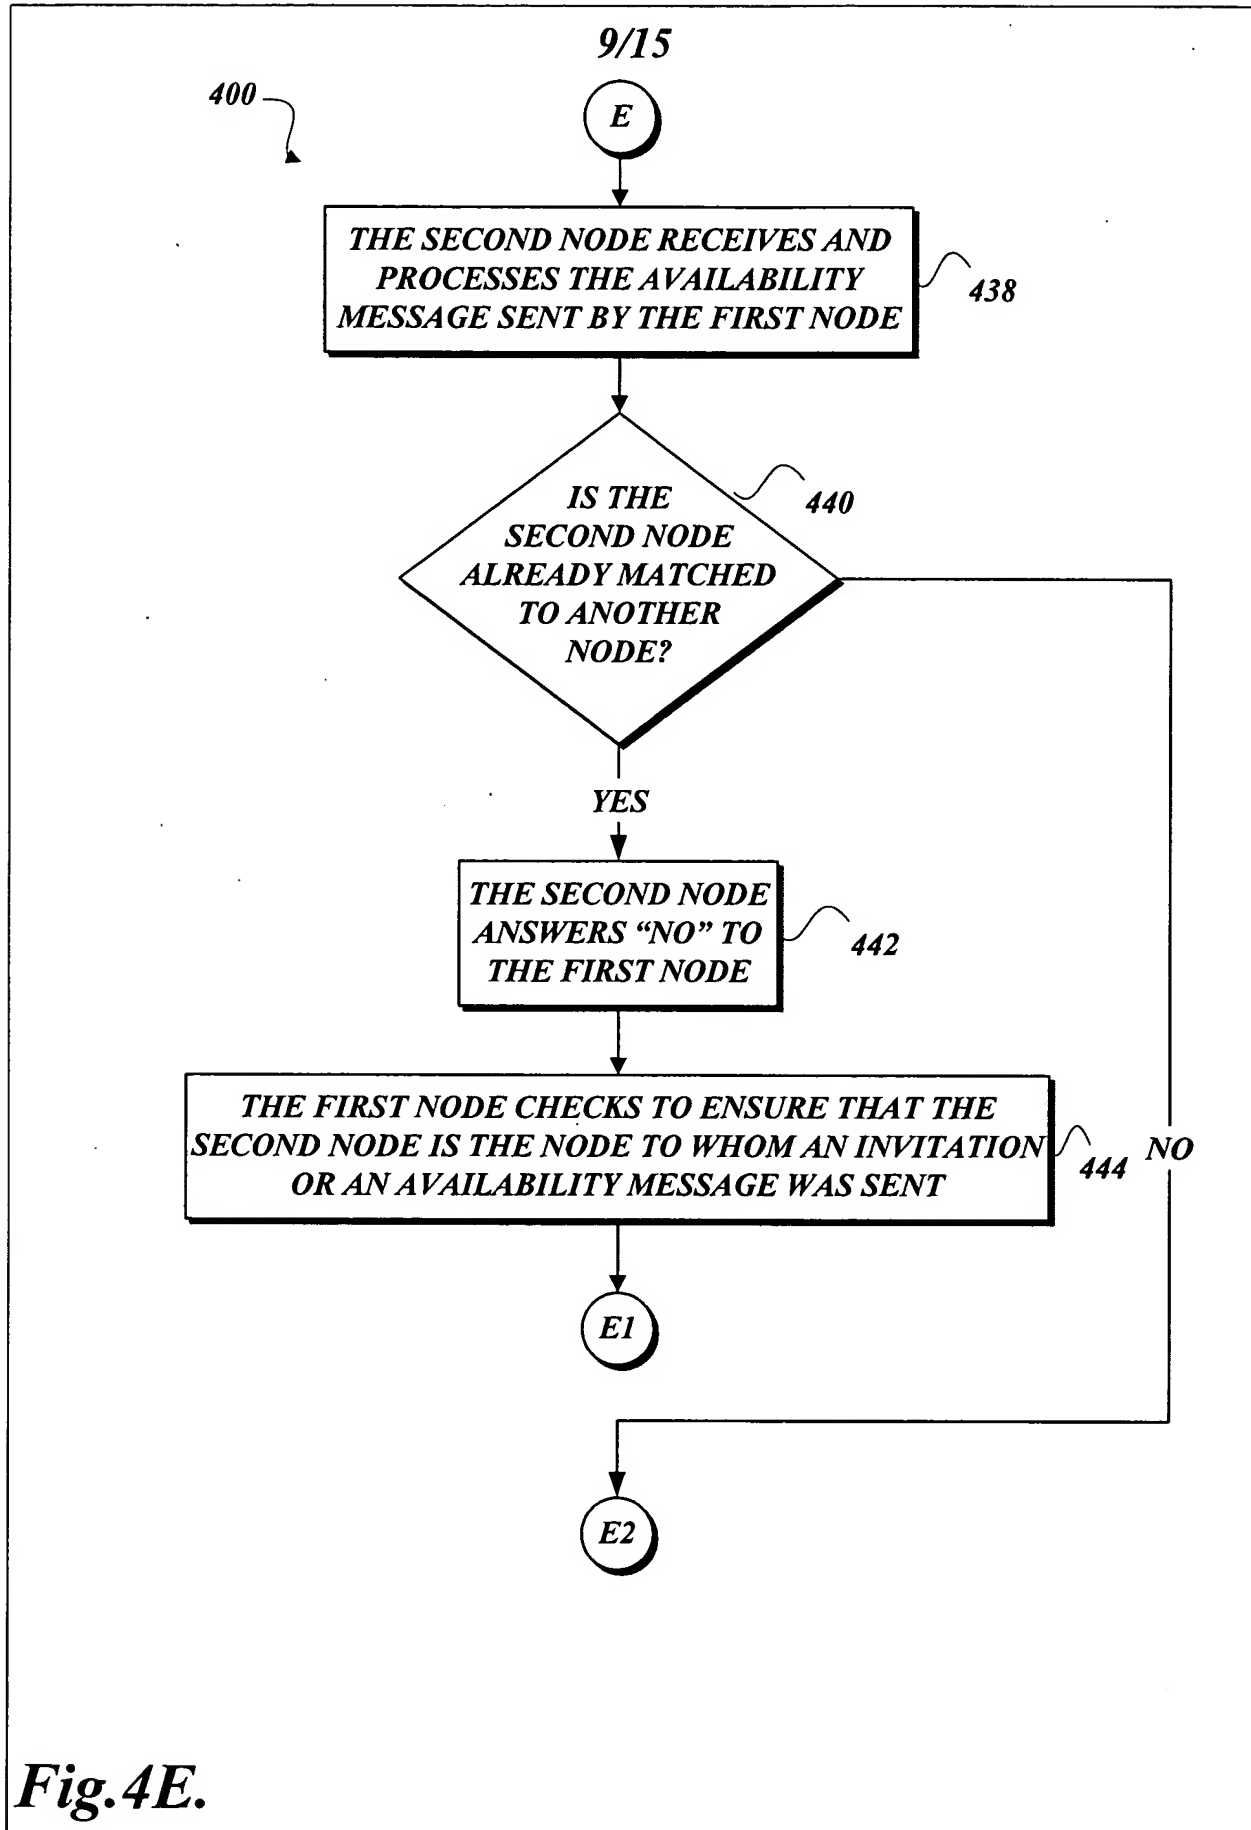 9/15
400
E
THE SECOND NODE RECEIVES AND
PROCESSES THE AVAILABILITY
MESSAGE SENT BY THE FIRST NODE
438
IS THE
SECOND NODE
ALREADY MATCHED
TO ANOTHER
NODE?
440
YES
THE SECOND NODE
ANSWERS “NO” TO
THE FIRST NODE
442
THE FIRST NODE CHECKS TO ENSURE THAT THE
SECOND NODE IS THE NODE TO WHOM AN INVITATION
OR AN AVAILABILITY MESSAGE WAS SENT
444
NO
E1
E2
Fig.4E.